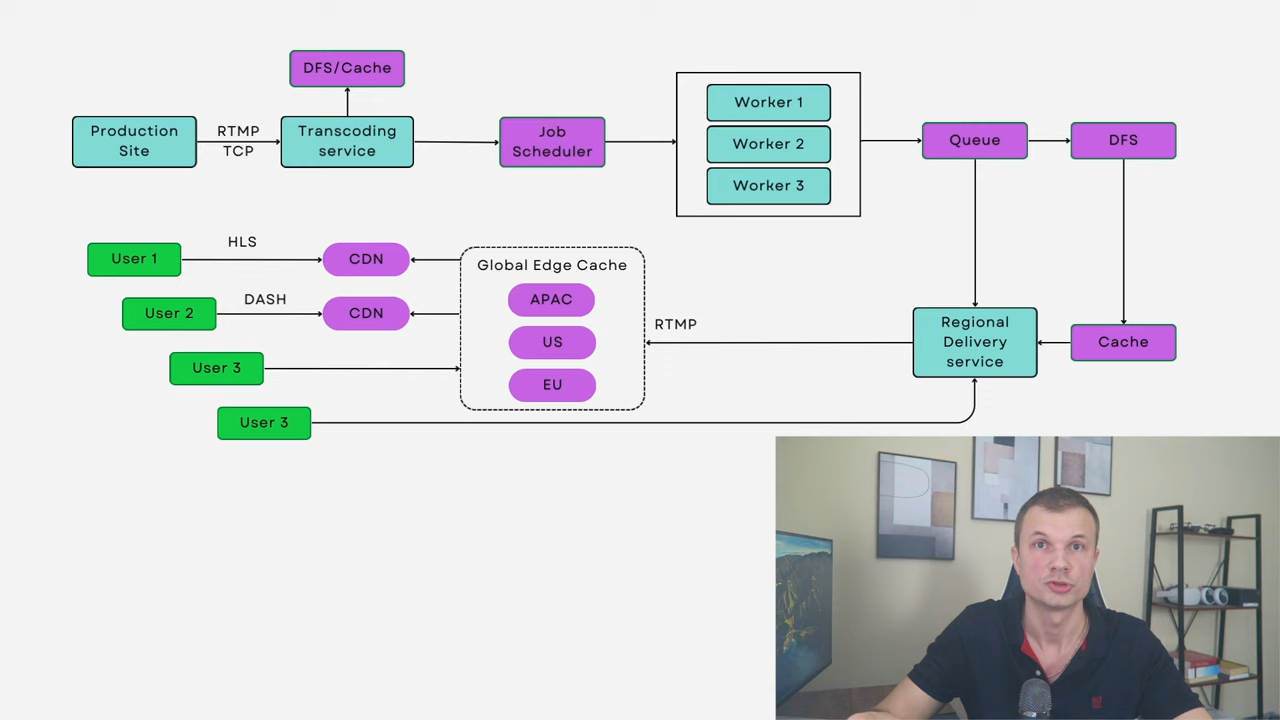 DFS/Cache
Production
Site
RTMP
TCP
Transcoding
service
Job
Scheduler
Worker 1
Worker 2
Worker 3
Queue
DFS
User 1
HLS
CDN
User 2
DASH
CDN
User 3
User 3
Global Edge Cache
APAC
US
EU
RTMP
Regional
Delivery
service
Cache